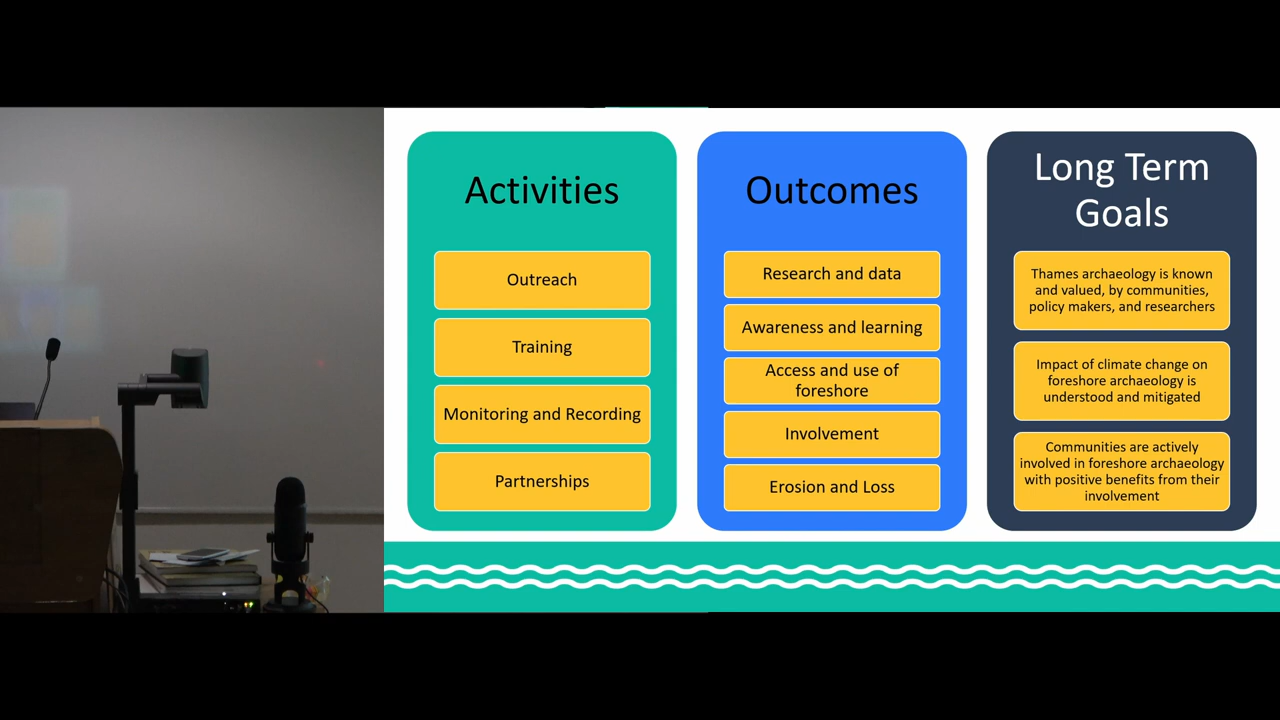 Activities
Outreach
Training
Monitoring and Recording
Partnerships
Outcomes
Research and data
Awareness and learning
Access and use of
foreshore
Involvement
Erosion and Loss
Long Term
Goals
Thames archaeology is known
and valued, by communities,
policy makers, and researchers
Impact of climate change on
foreshore archaeology is
understood and mitigated
Communities are actively
involved in foreshore archaeology
with positive benefits from their
involvement